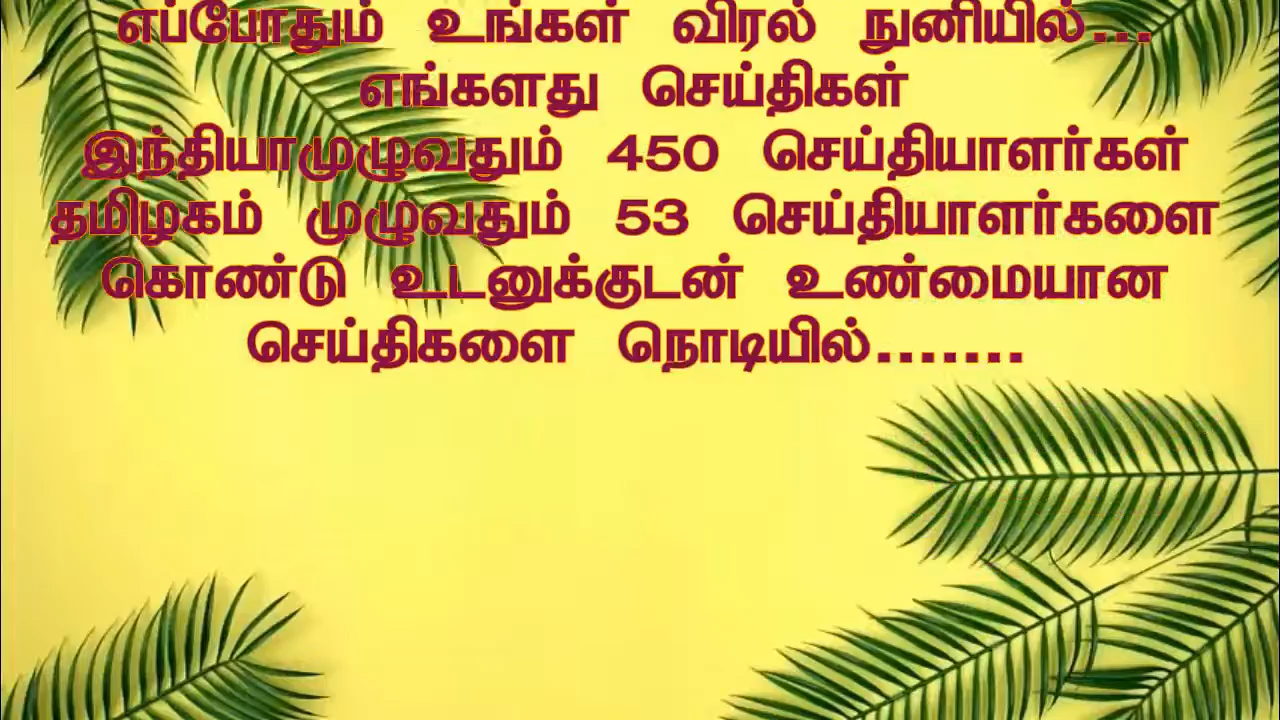 எப்போதும் உங்கள் விரல் நுனியில்...
எங்களது செய்திகள்
இந்தியாமுழுவதும் 450 செய்தியாளர்கள்
தமிழகம் முழுவதும் 53 செய்தியாளர்களை
கொண்டு உடனுக்குடன் உண்மையான
செய்திகளை நொடியில்.......